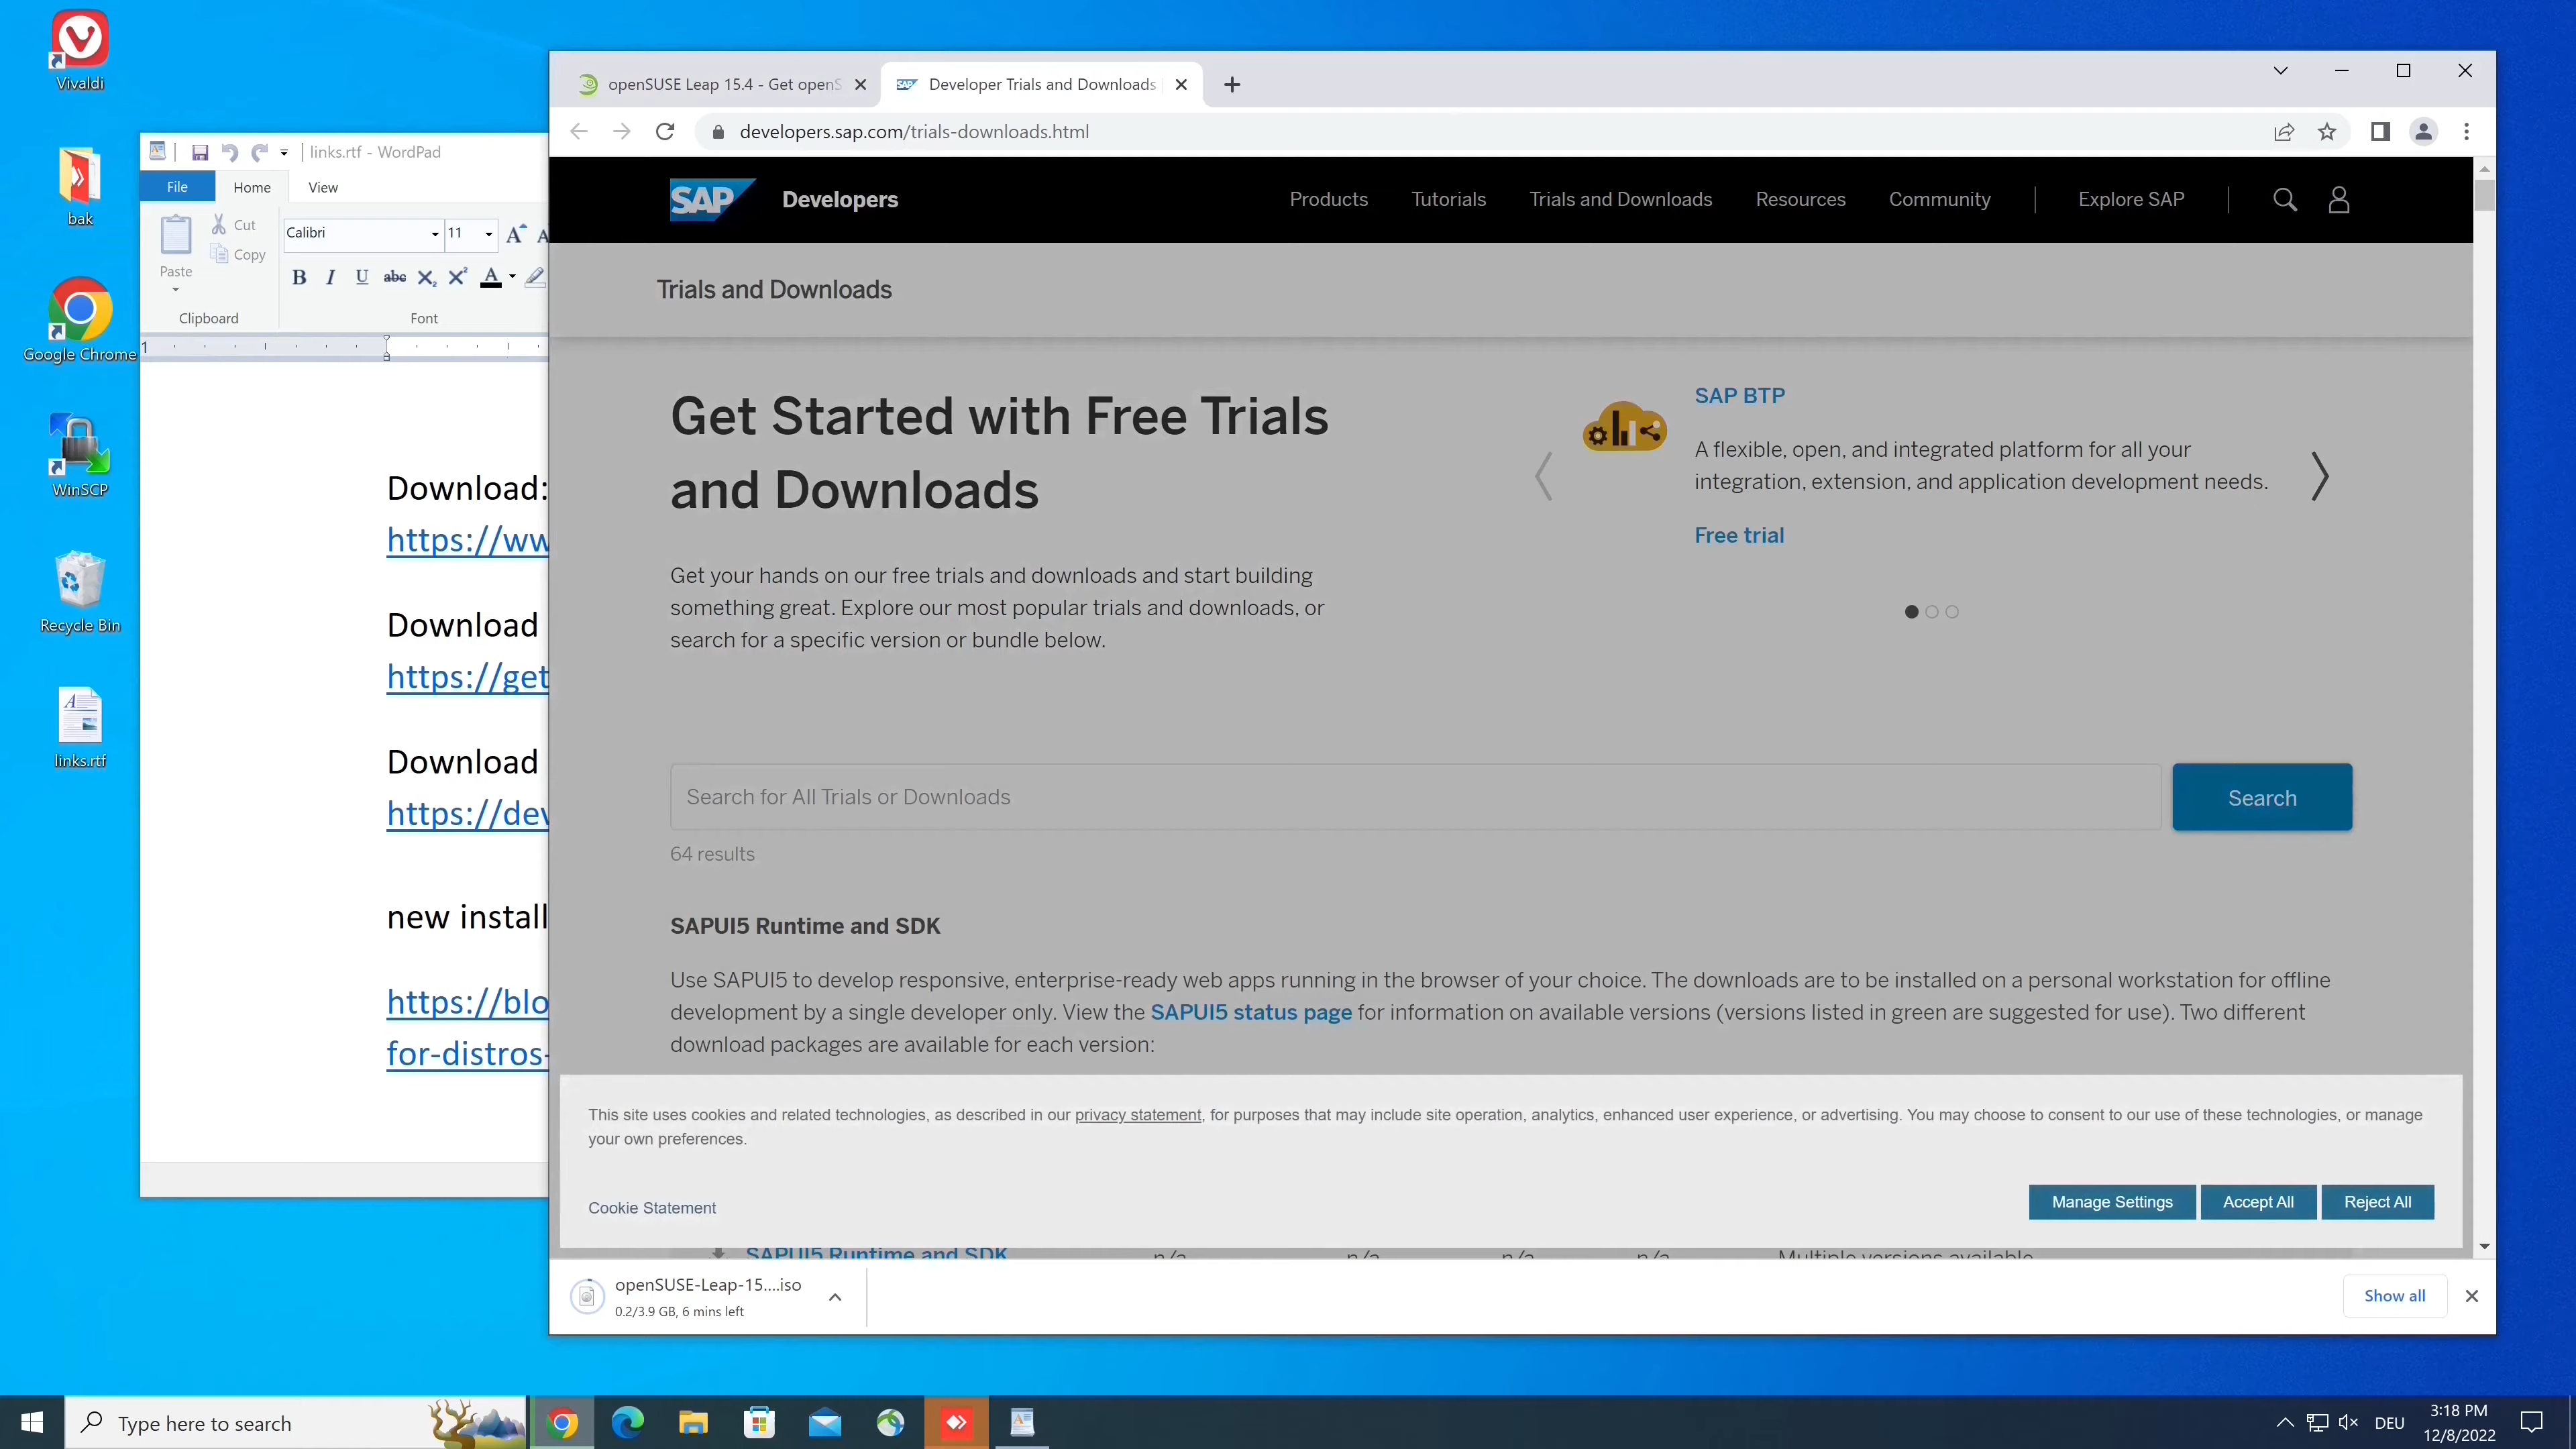 Vivaldi
bak
Google Chrome
WinSCP
Recycle Bin
links.rtf
links.rtf - WordPad
File
Home
View
Paste
Cut
Copy
Clipboard
Calibri
11
Font
1
Download:
https://ww
Download
https://get
Download
https://dev
new install
https://blo
for-distros-
openSUSE Leap 15.4 - Get openS
Developer Trials and Downloads
developers.sap.com/trials-downloads.html
SAP
Developers
Products
Tutorials
Trials and Downloads
Resources
Community
Explore SAP
Trials and Downloads
Get Started with Free Trials
and Downloads
Get your hands on our free trials and downloads and start building
something great. Explore our most popular trials and downloads, or
search for a specific version or bundle below.
SAP BTP
A flexible, open, and integrated platform for all your
integration, extension, and application development needs.
Free trial
Search for All Trials or Downloads
Search
64 results
SAPUI5 Runtime and SDK
Use SAPUI5 to develop responsive, enterprise-ready web apps running in the browser of your choice. The downloads are to be installed on a personal workstation for offline
development by a single developer only. View the SAPUI5 status page for information on available versions (versions listed in green are suggested for use). Two different
download packages are available for each version:
This site uses cookies and related technologies, as described in our privacy statement, for purposes that may include site operation, analytics, enhanced user experience, or advertising. You may choose to consent to our use of these technologies, or manage
your own preferences.
Cookie Statement
Manage Settings
Accept All
Reject All
SAPUI5 Runtime and SDK
n/a
n/a
n/a
n/a
Multiple versions available
openSUSE-Leap-15....iso
0.2/3.9 GB, 6 mins left
Show all
Type here to search
DEU
3:18 PM
12/8/2022